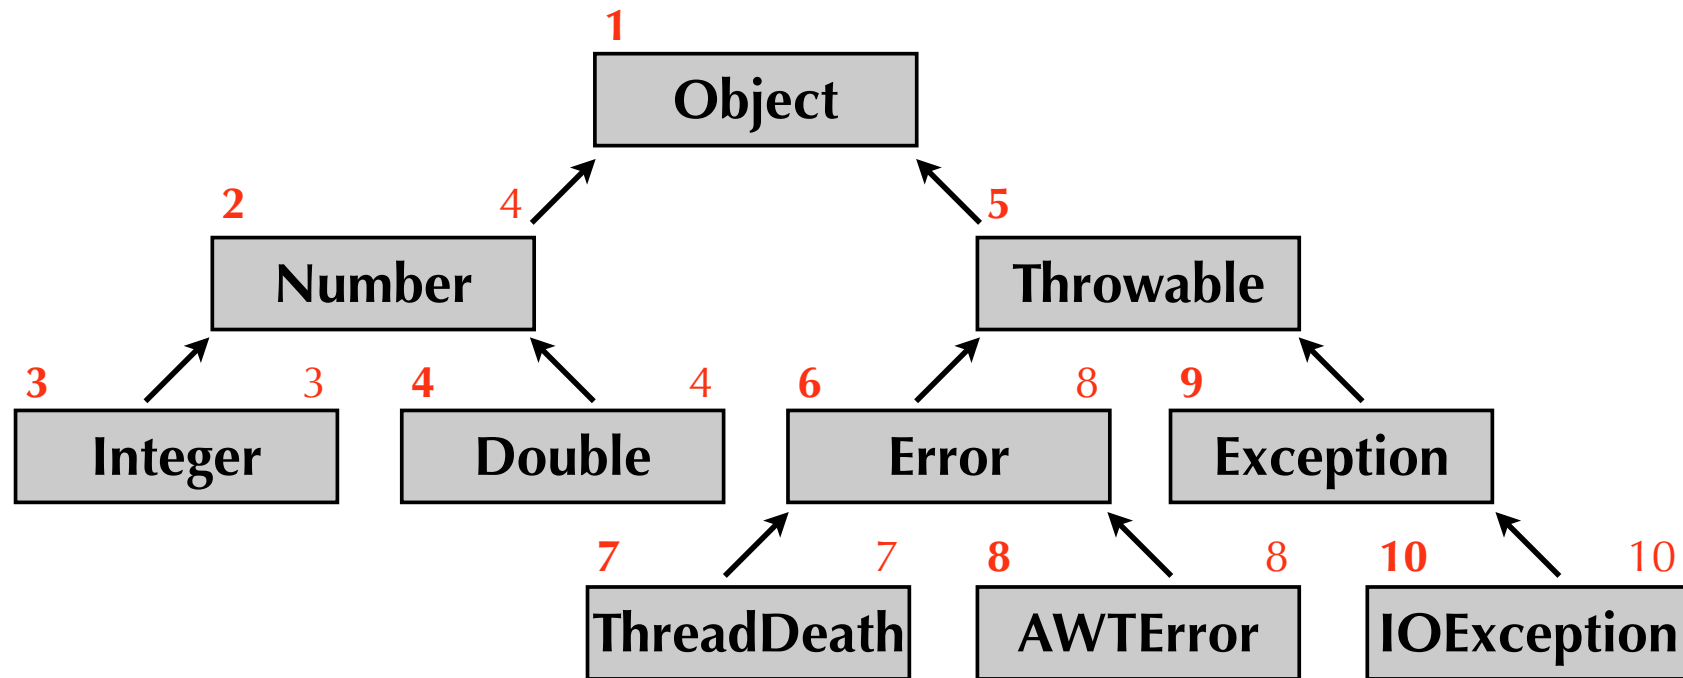 1
Object
2 4 5
Number Throwable
3 3 4 4 6 8 9
Integer Double Error Exception
7 7 8 8 10 10
ThreadDeath AWTError IOException